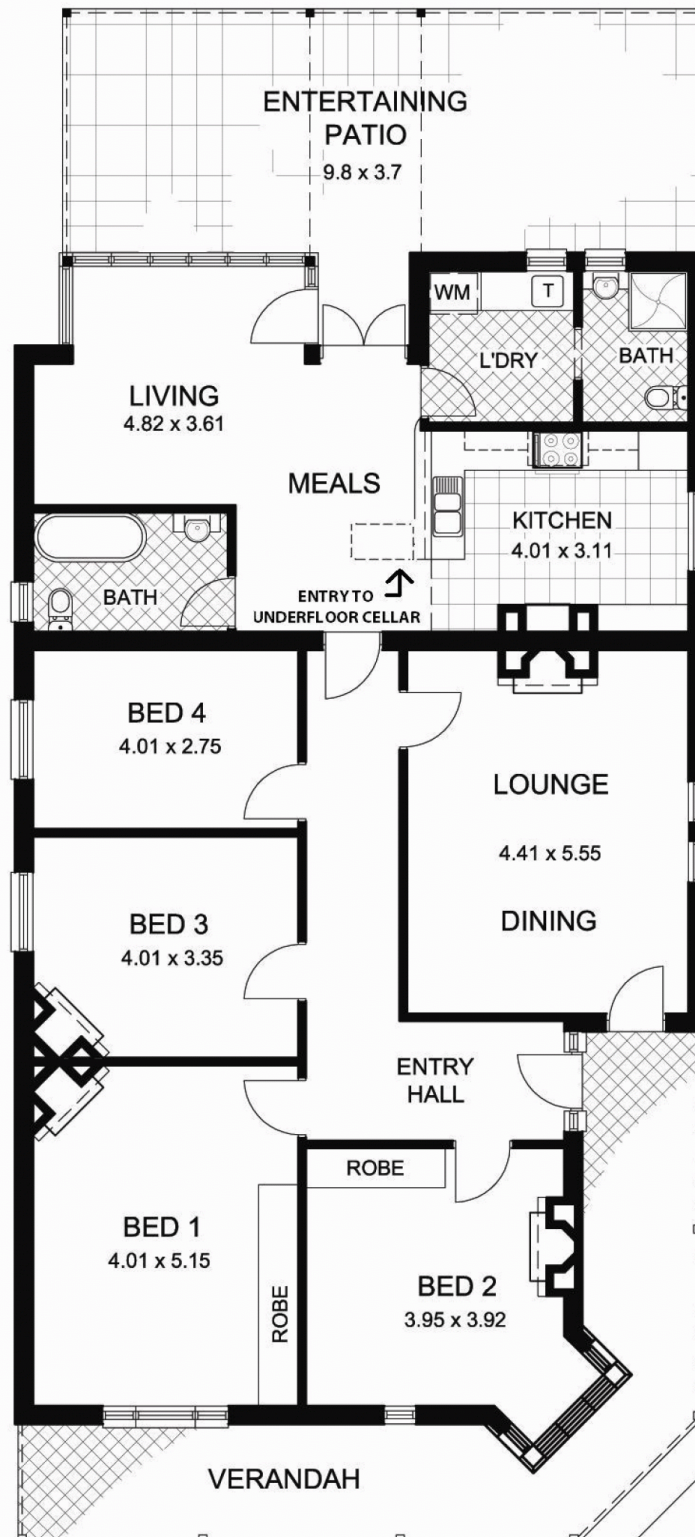 ENTERTAINING
PATIO
9.8 x 3.7
WM
T
L'DRY
BATH
LIVING
4.82 x 3.61
MEALS
KITCHEN
4.01 x 3.11
BATH
ENTRY TO
UNDERFLOOR CELLAR
BED 4
4.01 x 2.75
LOUNGE
4.41 x 5.55
DINING
BED 3
4.01 x 3.35
ENTRY
HALL
ROBE
BED 1
4.01 x 5.15
ROBE
BED 2
3.95 x 3.92
VERANDAH